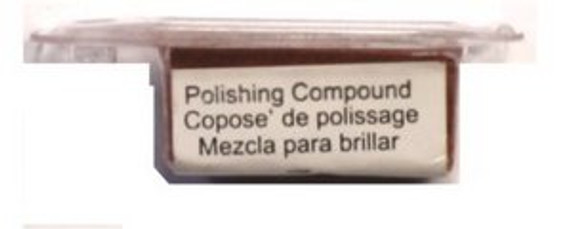 Polishing Compound
Copose' de polissage
Mezcla para brillar